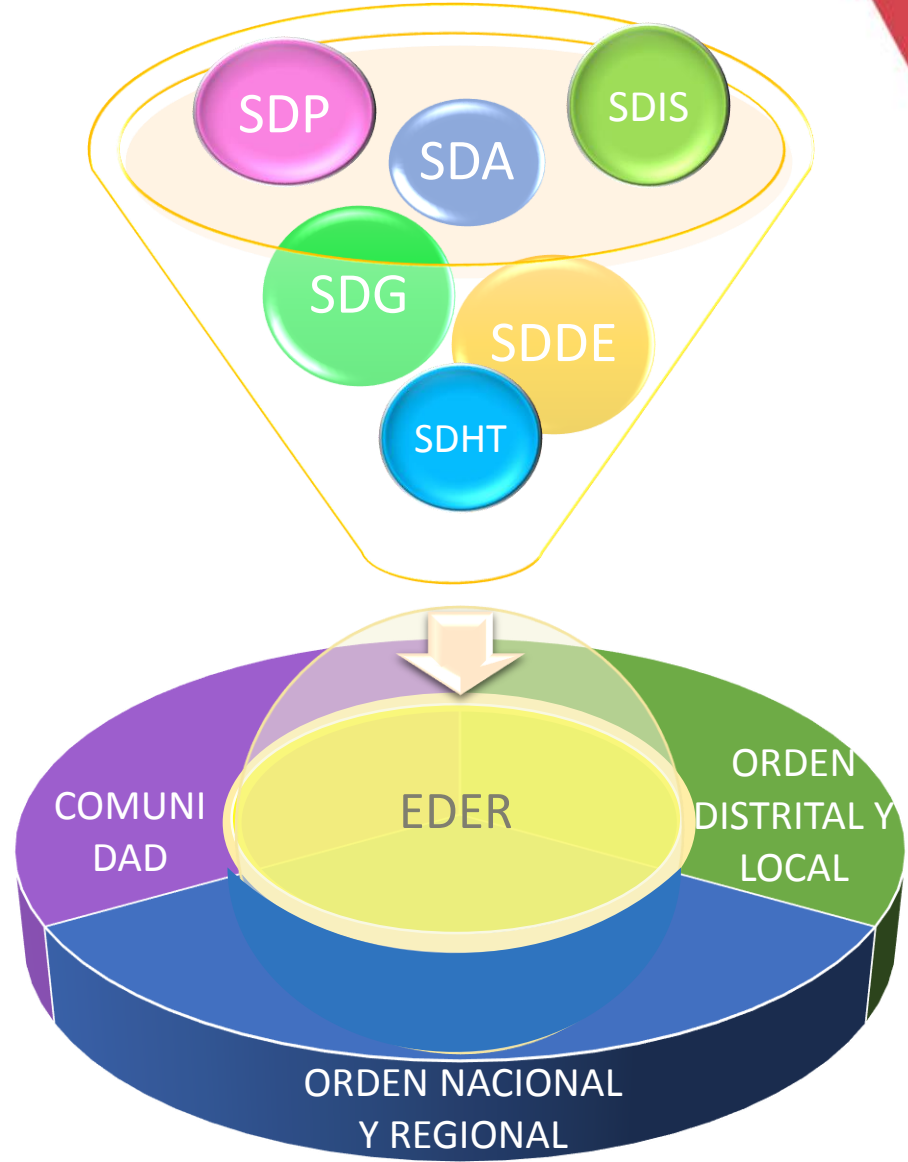 SDP
SDIS
SDA
SDG
SDDE
SDHT
COMUNI
DAD
EDER
ORDEN
DISTRITAL Y
LOCAL
ORDEN NACIONAL
Y REGIONAL